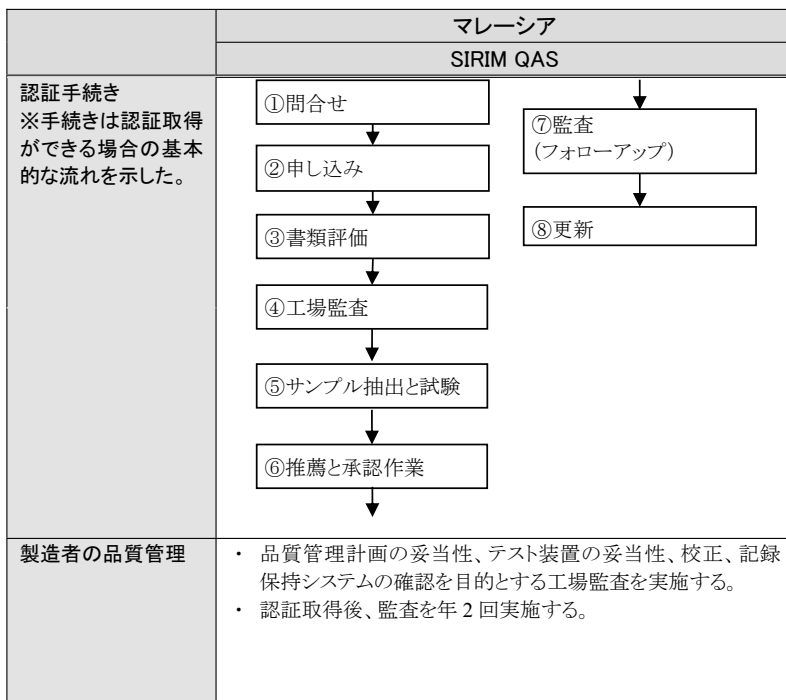 マレーシア
SIRIM QAS
認証手続き
※手続きは認証取得
ができる場合の基本
的な流れを示した。
①問合せ
②申し込み
③書類評価
④工場監査
⑤サンプル抽出と試験
⑥推薦と承認作業
⑦監査
(フォローアップ)
⑧更新
製造者の品質管理
・ 品質管理計画の妥当性、テスト装置の妥当性、校正、記録
保持システムの確認を目的とする工場監査を実施する。
・ 認証取得後、監査を年 2 回実施する。